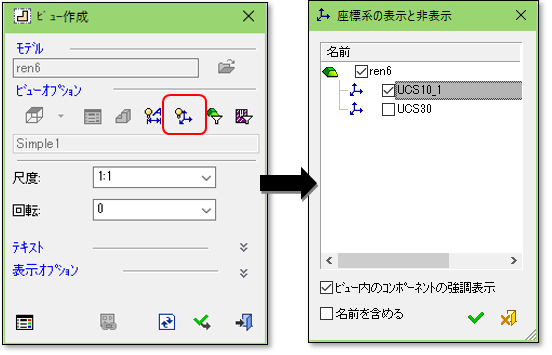 ビュー作成
モデル
ren6
ビューオプション
Simple1
尺度:
1:1
回転:
0
テキスト
表示オプション
座標系の表示と非表示
名前
ren6
UCS10_1
UCS30
ビュー内のコンポーネントの強調表示
名前を含める